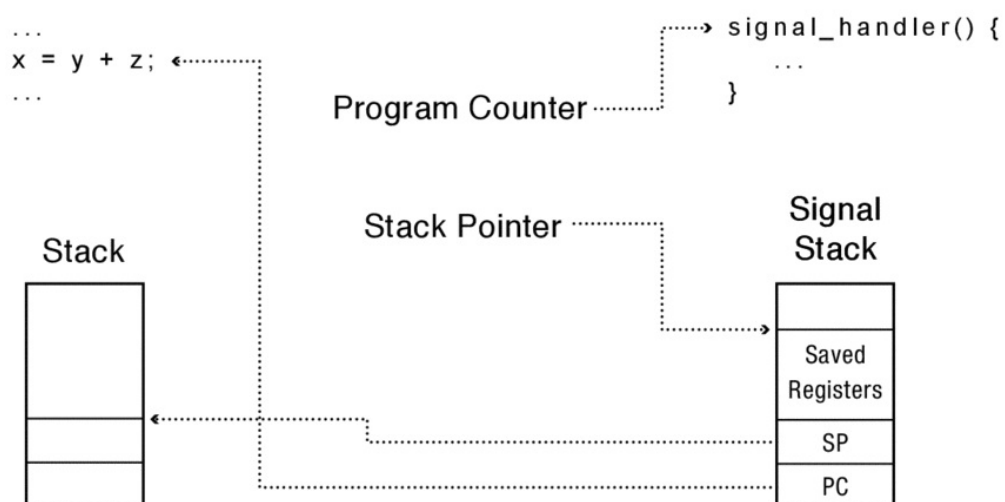 ...
x = y + z;
...
signal_handler() {
...
}
Program Counter
Stack Pointer
Stack
Signal
Stack
Saved
Registers
SP
PC